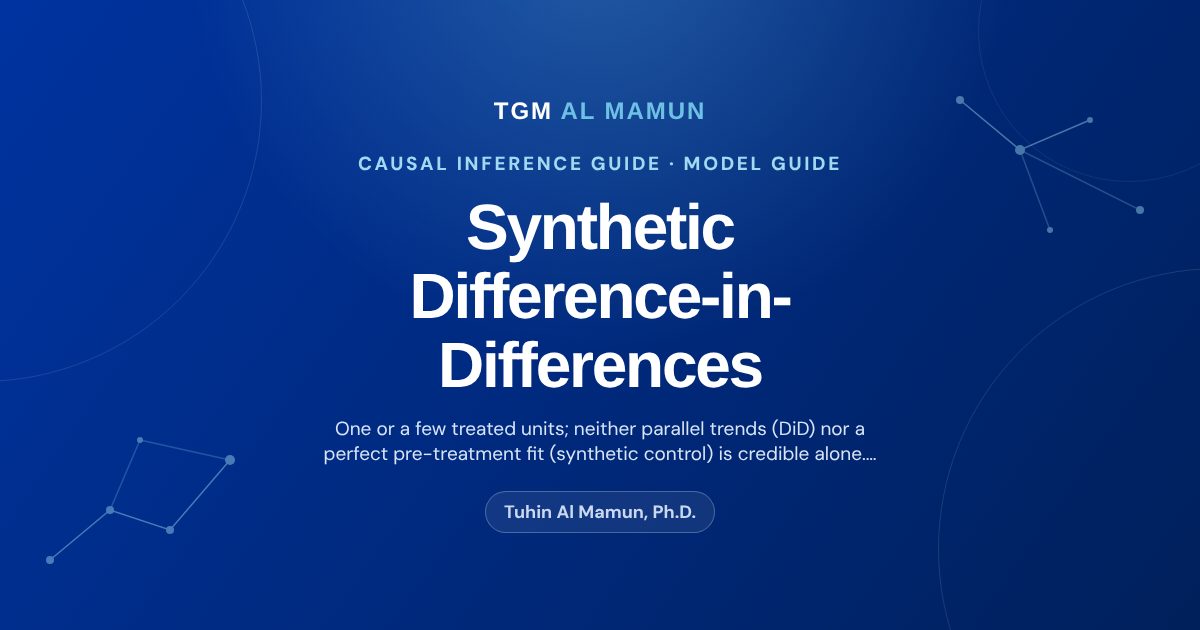 TGM AL MAMUN
CAUSAL INFERENCE GUIDE · MODEL GUIDE
Synthetic
Difference-in-
Differences
One or a few treated units; neither parallel trends (DiD) nor a
perfect pre-treatment fit (synthetic control) is credible alone....
Tuhin Al Mamun, Ph.D.